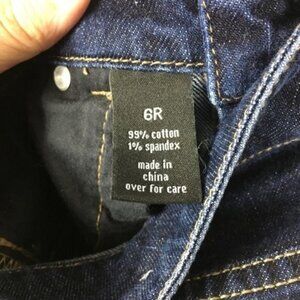 6R
99% cotton
1% spandex
made in
china
over for care